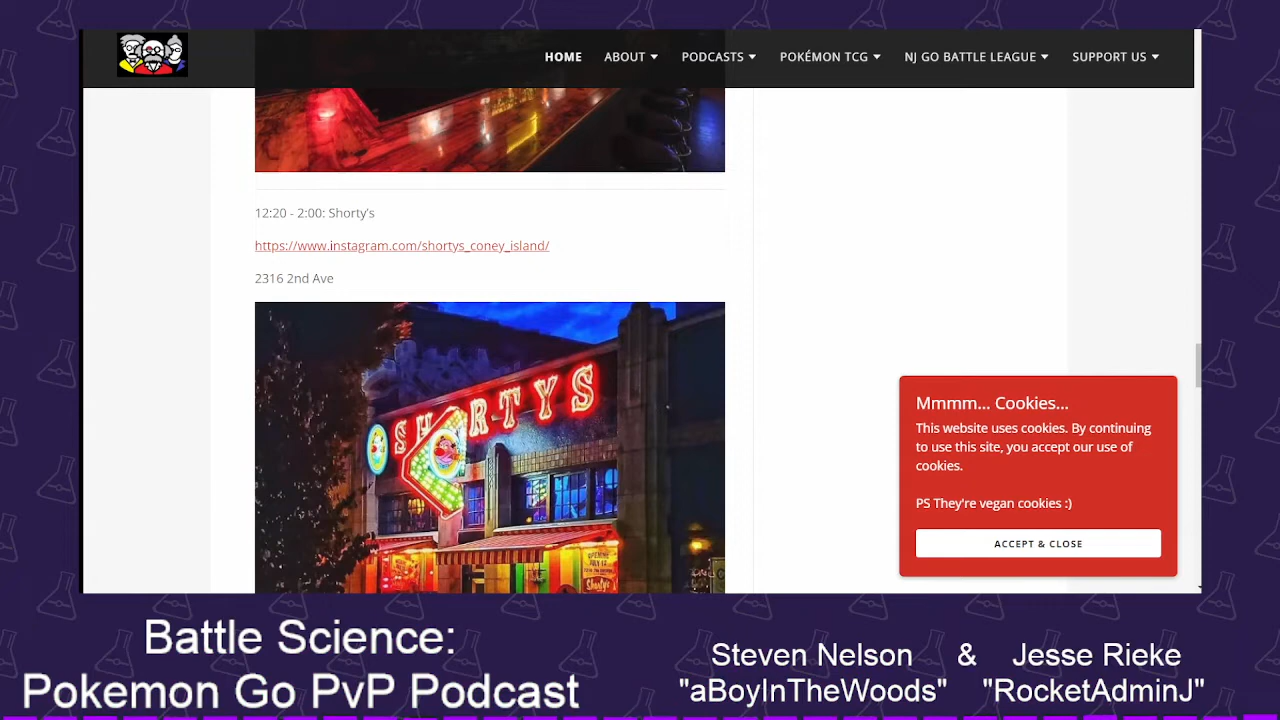 HOME
ABOUT
PODCASTS
POKÉMON TCG
NJ GO BATTLE LEAGUE
SUPPORT US
12:20 - 2:00: Shorty's
https://www.instagram.com/shortys_coney_island/
2316 2nd Ave
SHORTYS
Shorty's
Mmmm... Cookies...
This website uses cookies. By continuing
to use this site, you accept our use of
cookies.
PS They're vegan cookies :)
ACCEPT & CLOSE
Battle Science:
Pokemon Go PvP Podcast
Steven Nelson & Jesse Rieke
"aBoyInTheWoods" "RocketAdminJ"